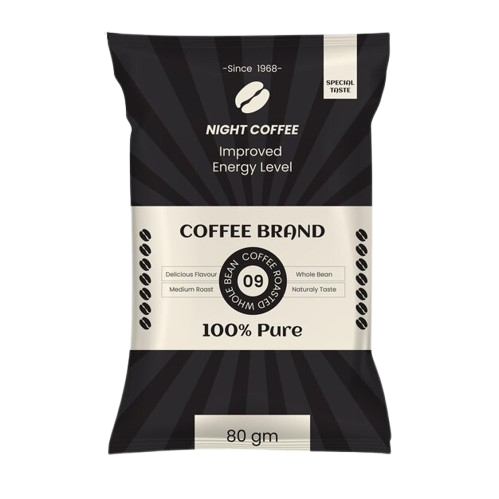 -Since 1968-
SPECIAL
TASTE
NIGHT COFFEE
Improved
Energy Level
COFFEE BRAND
Delicious Flavour
Whole Bean
COFFEE ROASTED WHOLE BEAN
09
Medium Roast
Naturaly Taste
100% Pure
80 gm